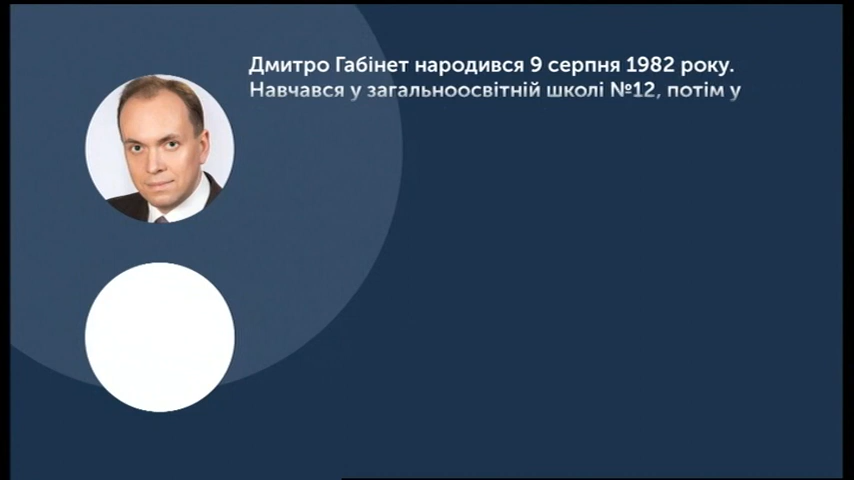 Дмитро Габінет народився 9 серпня 1982 року.
Навчався у загальноосвітній школі №12, потім у